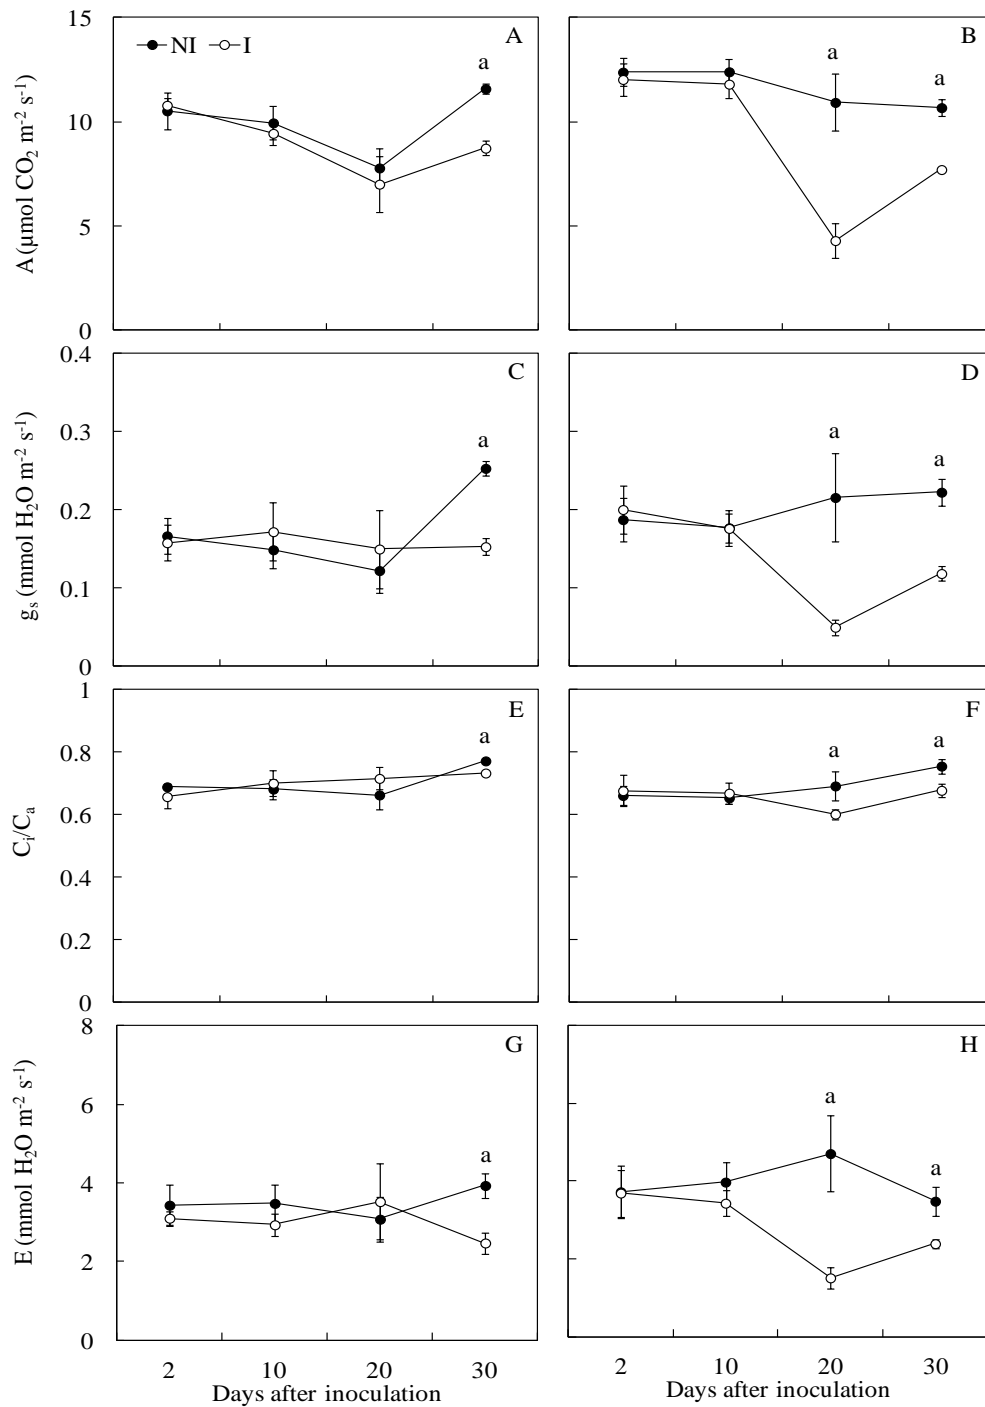 15
10
5
0
A (μmol CO₂ m⁻² s⁻¹)
NI I
A
a
B
a
a
0.4
0.3
0.2
0.1
0
gₛ (mmol H₂O m⁻² s⁻¹)
C
a
D
a
a
1
0.8
0.6
0.4
0.2
0
Cᵢ/Cₐ
E
a
F
a
a
8
6
4
2
0
E (mmol H₂O m⁻² s⁻¹)
G
a
H
a
a
2 10 20 30
Days after inoculation
2 10 20 30
Days after inoculation